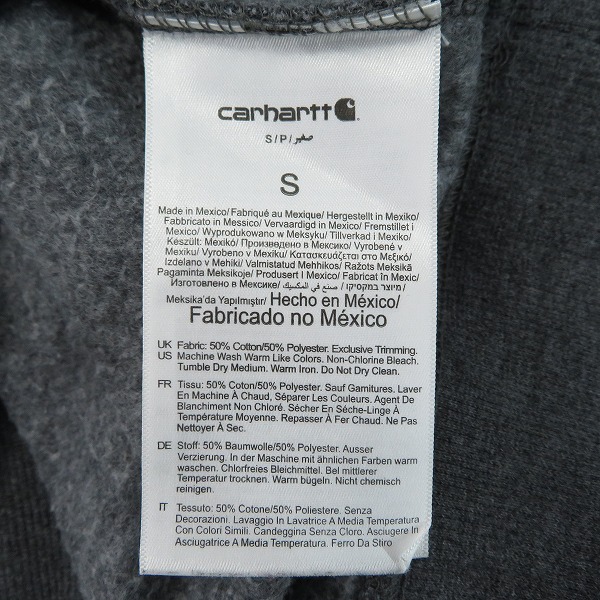 carhartt
S/P/صغير
S
Made in Mexico/ Fabriqué au Mexique/ Hergestellt in Mexiko/
Fabbricato in Messico/ Vervaardigd in Mexico/ Fremstillet i
Mexico/ Wyprodukowano w Meksyku/ Tillverkad i Mexiko/
Készült: Mexikó/ Произведено в Мексико/ Vyrobené v
Mexiku/ Vyrobeno v Mexiku/ Κατασκευάζεται στο Μεξικό/
Izdelano v Mehiki/ Valmistatud Mehhikos/ Ražots Meksikā
Pagaminta Meksikoje/ Produsert I Mexico/ Fabricat în Mexic/
Изготовлено в Мексике/ صنع في المكسيك/ מיוצר במקסיקו/
Meksika'da Yapılmıştır/ Hecho en México/
Fabricado no México
UK Fabric: 50% Cotton/50% Polyester. Exclusive Trimming.
US Machine Wash Warm Like Colors. Non-Chlorine Bleach.
Tumble Dry Medium. Warm Iron. Do Not Dry Clean.
FR Tissu: 50% Coton/50% Polyester. Sauf Garnitures. Laver
En Machine À Chaud, Séparer Les Couleurs. Agent De
Blanchiment Non Chloré. Sécher En Séche-Linge À
Température Moyenne. Repasser À Fer Chaud. Ne Pas
Nettoyer À Sec.
DE Stoff: 50% Baumwolle/50% Polyester. Ausser
Verzierung. In der Maschine mit ähnlichen Farben warm
waschen. Chlorfreies Bleichmittel. Bei mittlerer
Temperatur trocknen. Warm bügeln. Nicht chemisch
reinigen.
IT Tessuto: 50% Cotone/50% Poliestere. Senza
Decorazioni. Lavaggio In Lavatrice A Media Temperatura
Con Colori Simili. Candeggina Senza Cloro. Asciugere In
Asciugatrice A Media Temperatura. Ferro Da Stiro